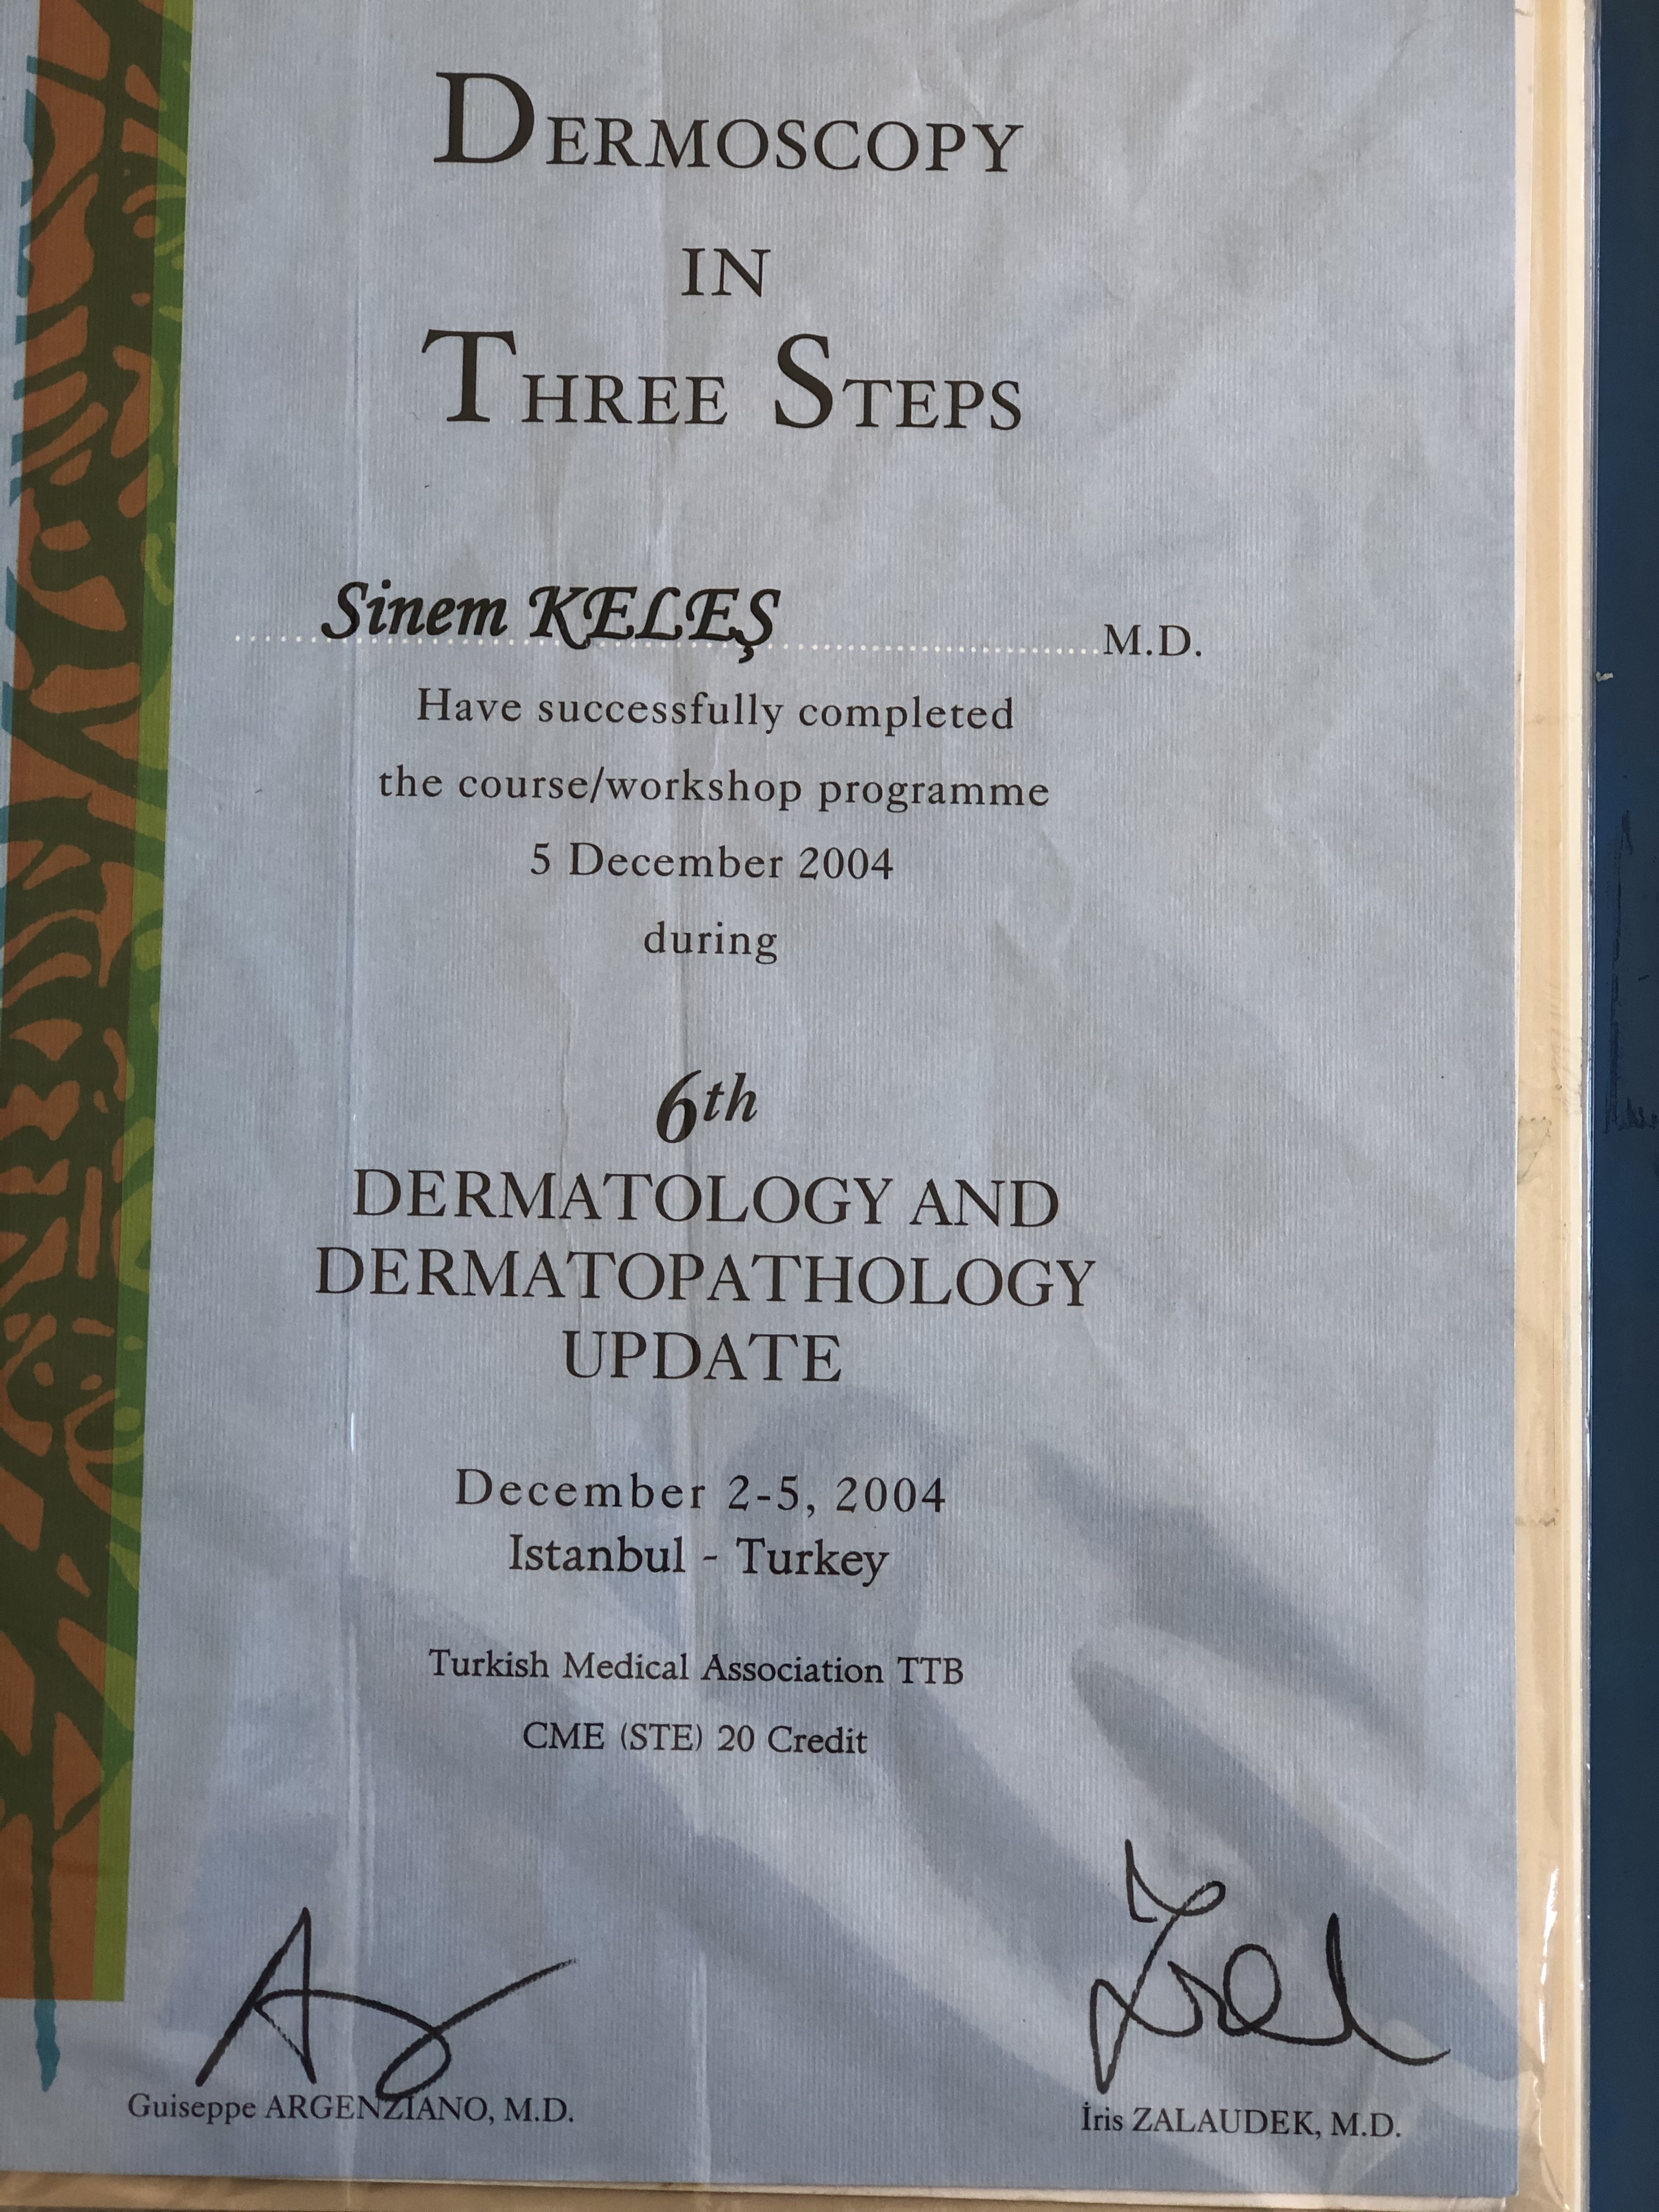 DERMOSCOPY
IN
THREE STEPS
Sinem KELEŞ M.D.
Have successfully completed
the course/workshop programme
5 December 2004
during
6th
DERMATOLOGY AND
DERMATOPATHOLOGY
UPDATE
December 2-5, 2004
Istanbul - Turkey
Turkish Medical Association TTB
CME (STE) 20 Credit
Guiseppe ARGENZIANO, M.D.
İris ZALAUDEK, M.D.